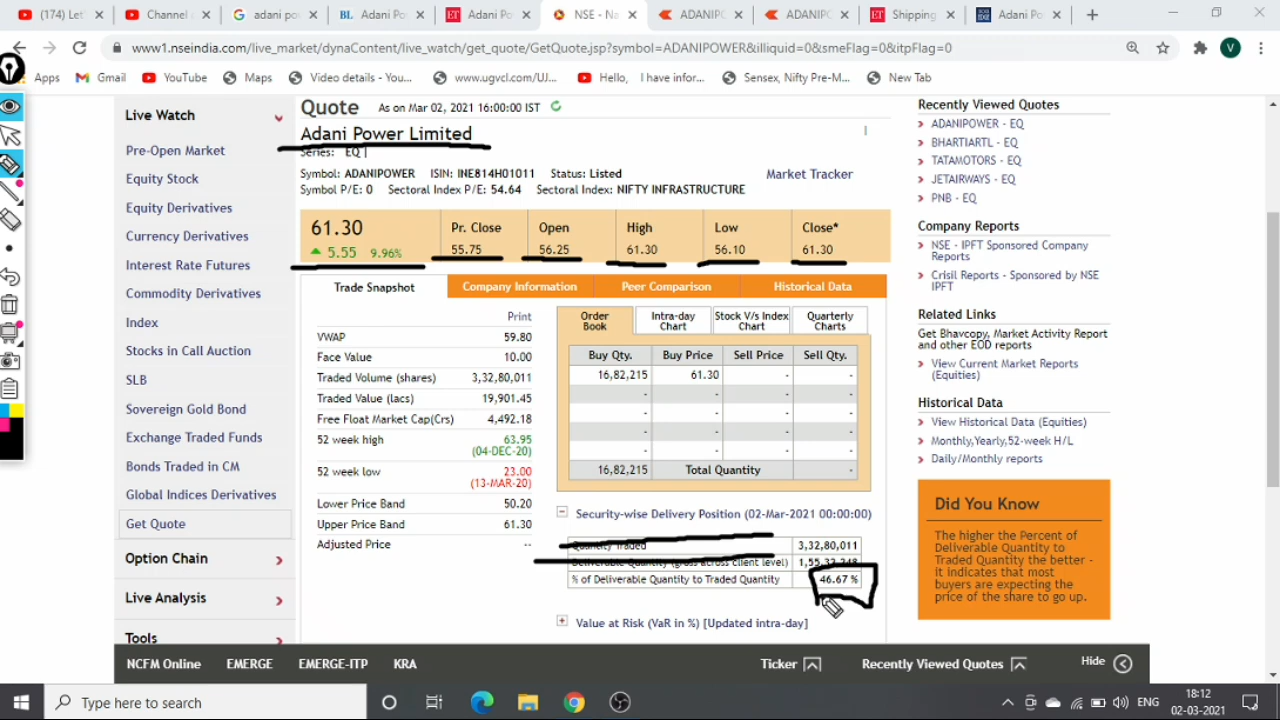 (174) Let'
Channel
adani po
Adani Po
Adani Po
NSE - Na
ADANIPO
ADANIPO
Shipping
Adani Po
www1.nseindia.com/live_market/dynaContent/live_watch/get_quote/GetQuote.jsp?symbol=ADANIPOWER&illiquid=0&smeFlag=0&itpFlag=0
V
Apps
Gmail
YouTube
Maps
Video details - You...
www.ugvcl.com/UJ...
Hello, I have infor...
Sensex, Nifty Pre-M...
New Tab
Live Watch
Pre-Open Market
Equity Stock
Equity Derivatives
Currency Derivatives
Interest Rate Futures
Commodity Derivatives
Index
Stocks in Call Auction
SLB
Sovereign Gold Bond
Exchange Traded Funds
Bonds Traded in CM
Global Indices Derivatives
Get Quote
Option Chain
Live Analysis
Tools
Quote As on Mar 02, 2021 16:00:00 IST
Adani Power Limited
Series: EQ |
Symbol: ADANIPOWER ISIN: INE814H01011 Status: Listed
Symbol P/E: 0 Sectoral Index P/E: 54.64 Sectoral Index: NIFTY INFRASTRUCTURE
Market Tracker
61.30 Pr. Close Open High Low Close*
5.55 9.96% 55.75 56.25 61.30 56.10 61.30
Trade Snapshot Company Information Peer Comparison Historical Data
Print
VWAP 59.80
Face Value 10.00
Traded Volume (shares) 3,32,80,011
Traded Value (lacs) 19,901.45
Free Float Market Cap(Crs) 4,492.18
52 week high 63.95
(04-DEC-20)
52 week low 23.00
(13-MAR-20)
Lower Price Band 50.20
Upper Price Band 61.30
Adjusted Price --
Order Book
Intra-day Chart
Stock V/s Index Chart
Quarterly Charts
Buy Qty. Buy Price Sell Price Sell Qty.
16,82,215 61.30 - -
- - - -
- - - -
- - - -
- - - -
16,82,215 Total Quantity -
Security-wise Delivery Position (02-Mar-2021 00:00:00)
Quantity Traded 3,32,80,011
Deliverable Quantity (gross across client level)
% of Deliverable Quantity to Traded Quantity 46.67 %
Value at Risk (VaR in %) [Updated intra-day]
Recently Viewed Quotes
ADANIPOWER - EQ
BHARTIARTL - EQ
TATAMOTORS - EQ
JETAIRWAYS - EQ
PNB - EQ
Company Reports
NSE - IPFT Sponsored Company
Reports
Crisil Reports - Sponsored by NSE
IPFT
Related Links
Get Bhavcopy, Market Activity Report
and other EOD reports
View Current Market Reports
(Equities)
Historical Data
View Historical Data (Equities)
Monthly,Yearly,52-week H/L
Daily/Monthly reports
Did You Know
The higher the Percent of
Deliverable Quantity to
Traded Quantity the better -
it indicates that most
buyers are expecting the
price of the share to go up.
NCFM Online EMERGE EMERGE-ITP KRA Ticker Recently Viewed Quotes Hide
Type here to search
ENG
18:12
02-03-2021